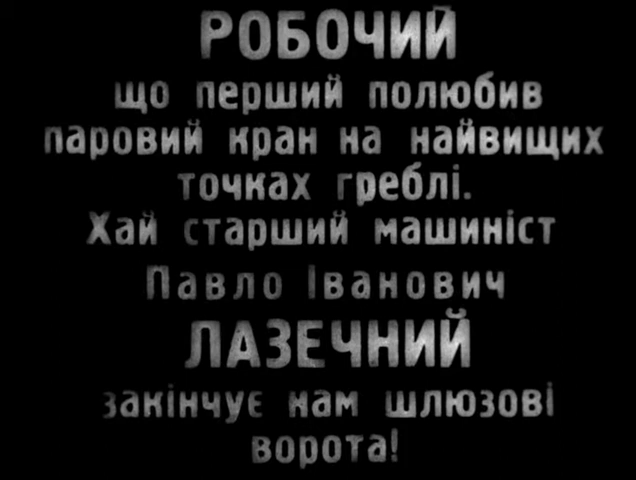 РОБОЧИЙ
що перший полюбив
паровий кран на найвищих
точках греблі.
Хай старший машиніст
Павло Іванович
ЛАЗЕЧНИЙ
закінчує нам шлюзові
ворота!